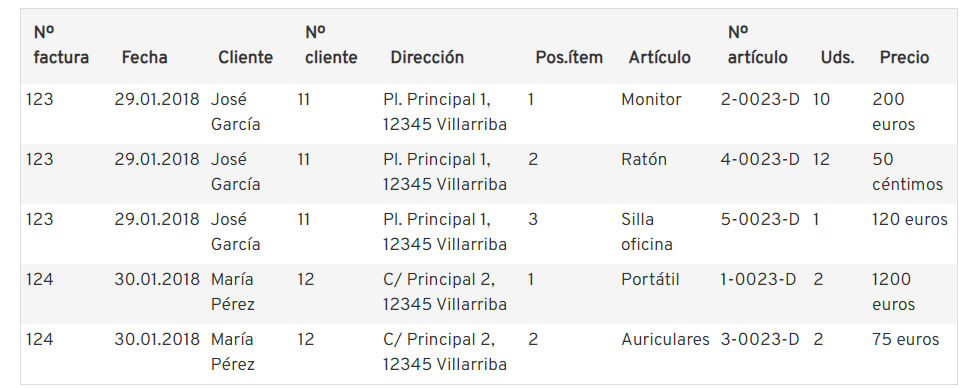 Nº factura Fecha Cliente Nº cliente Dirección Pos.ítem Artículo Nº artículo Uds. Precio
123 29.01.2018 José García 11 Pl. Principal 1, 12345 Villarriba 1 Monitor 2-0023-D 10 200 euros
123 29.01.2018 José García 11 Pl. Principal 1, 12345 Villarriba 2 Ratón 4-0023-D 12 50 céntimos
123 29.01.2018 José García 11 Pl. Principal 1, 12345 Villarriba 3 Silla oficina 5-0023-D 1 120 euros
124 30.01.2018 María Pérez 12 C/ Principal 2, 12345 Villarriba 1 Portátil 1-0023-D 2 1200 euros
124 30.01.2018 María Pérez 12 C/ Principal 2, 12345 Villarriba 2 Auriculares 3-0023-D 2 75 euros